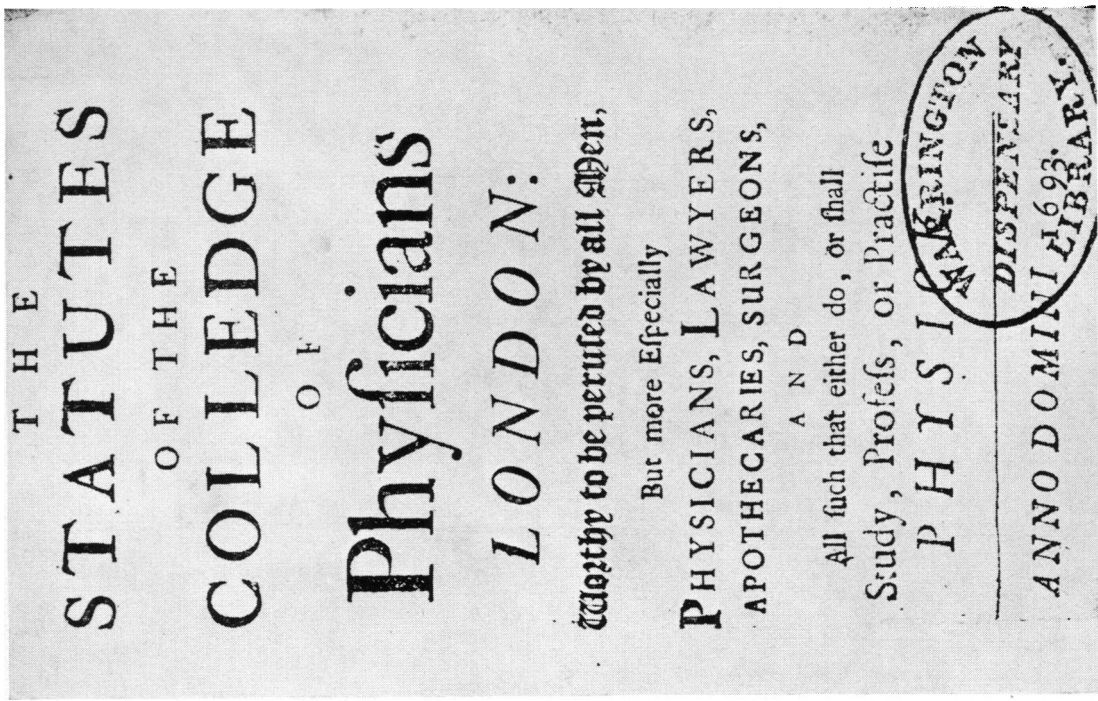 THE
STATUTES
OF THE
COLLEDGE
OF
Phyſicians
LONDON:
Worthy to be peruſed by all Men,
But more Eſpecially
PHYSICIANS, LAWYERS,
APOTHECARIES, SURGEONS,
AND
All ſuch that either do, or ſhall
Study, Profeſs, or Practiſe
PHYSICK.
ANNO DOMINI 1693.
WARRINGTON
DISPENSARY
LIBRARY.